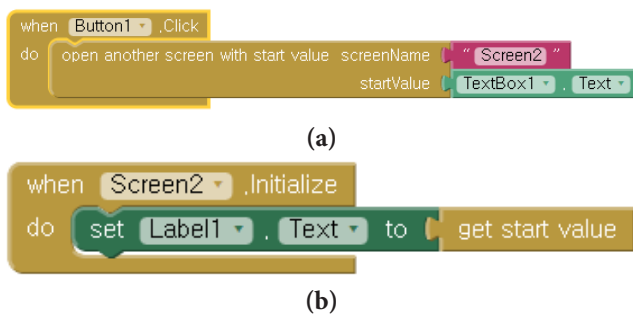 when Button1 .Click
do open another screen with start value screenName " Screen2 "
startValue TextBox1 . Text
(a)
when Screen2 .Initialize
do set Label1 . Text to get start value
(b)